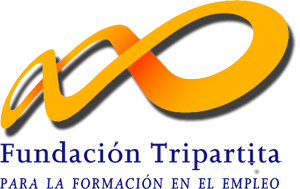 Fundación Tripartita
PARA LA FORMACIÓN EN EL EMPLEO